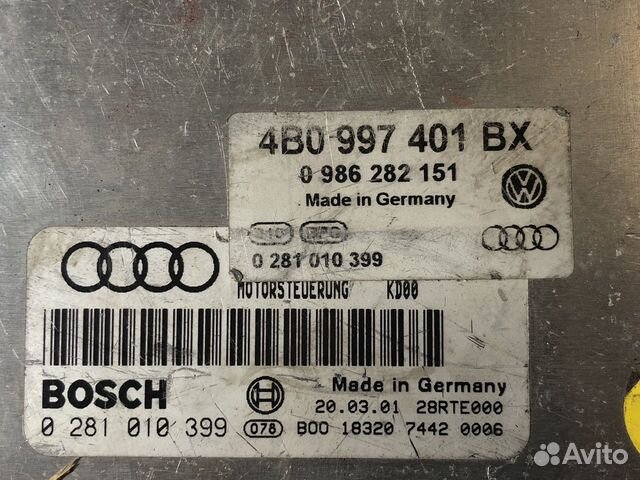 4B0 997 401 BX
0 986 282 151
Made in Germany
0 281 010 399
MOTORSTEUERUNG KD00
BOSCH
Made in Germany
20.03.01 28RTE000
0 281 010 399
076
B00 18320 7442 0006
Avito